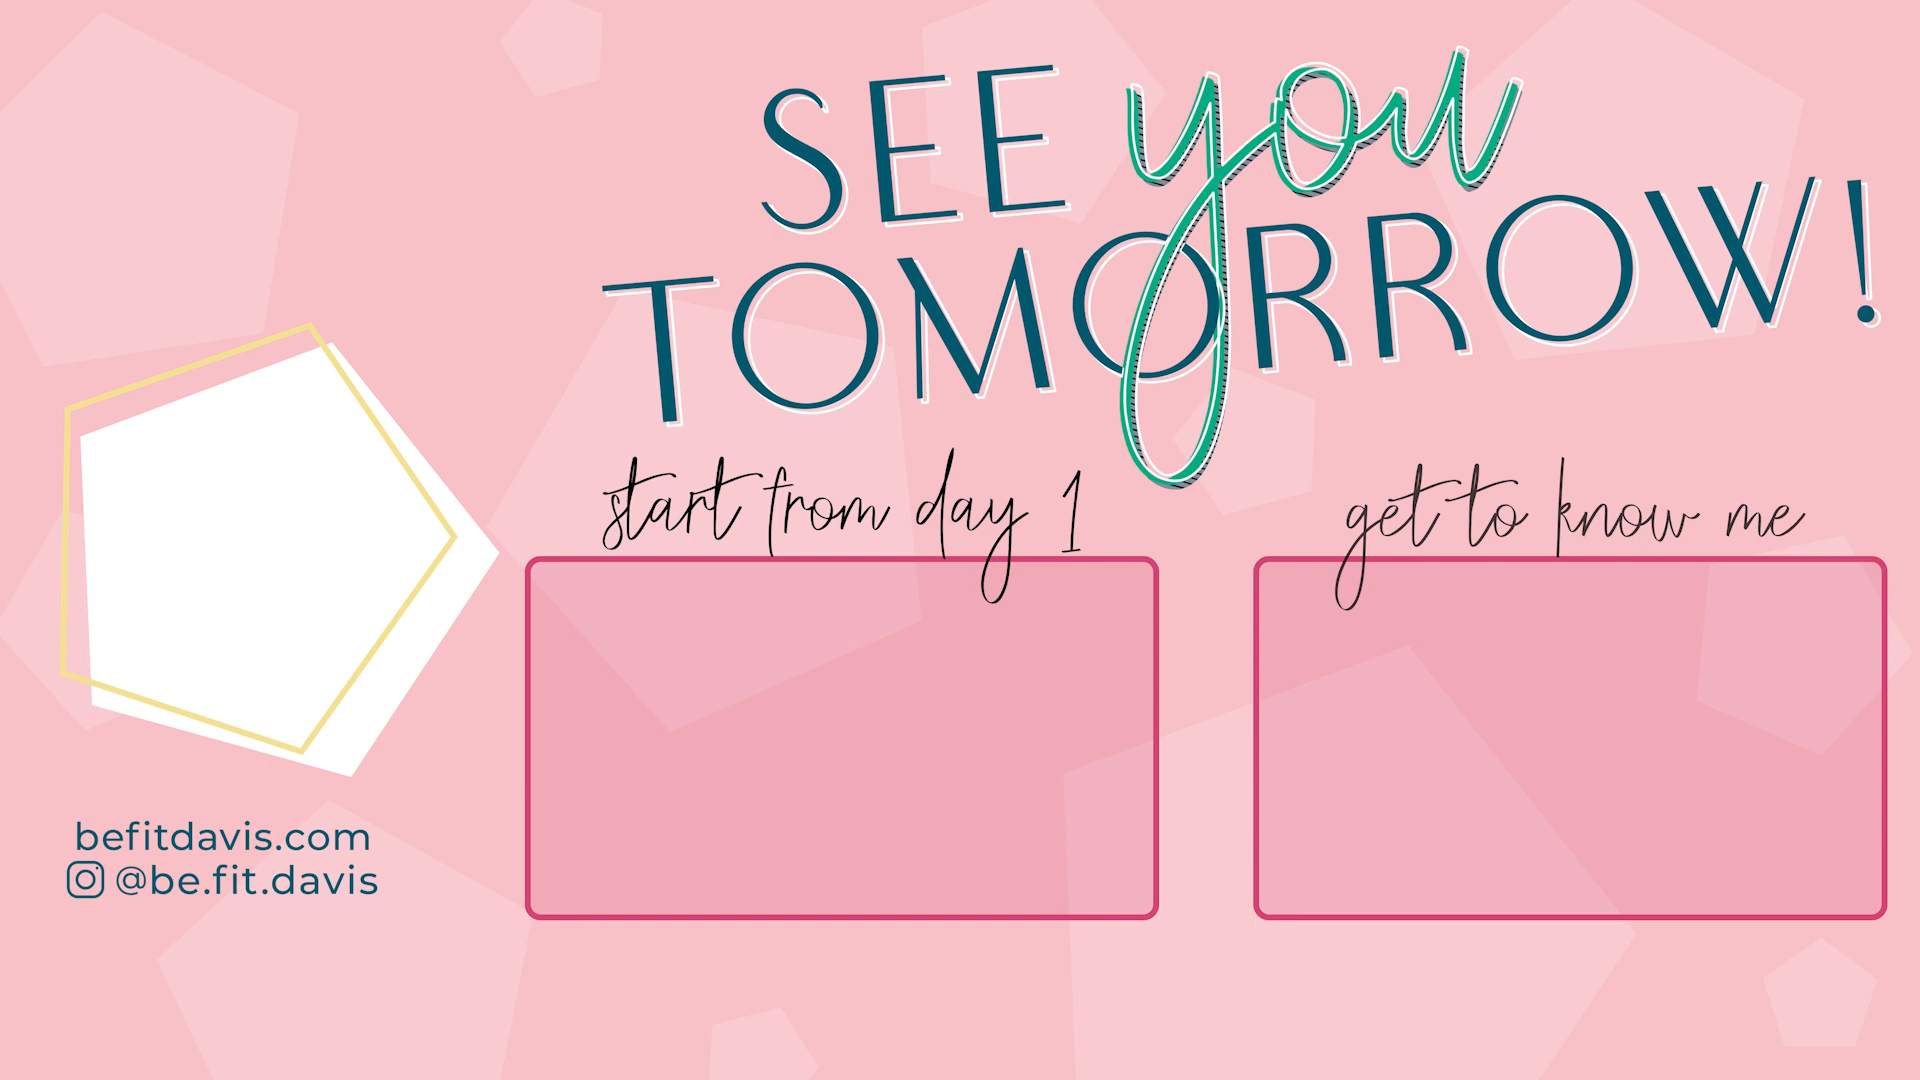 SEE you
TOMORROW!
start from day 1
get to know me
befitdavis.com
@be.fit.davis